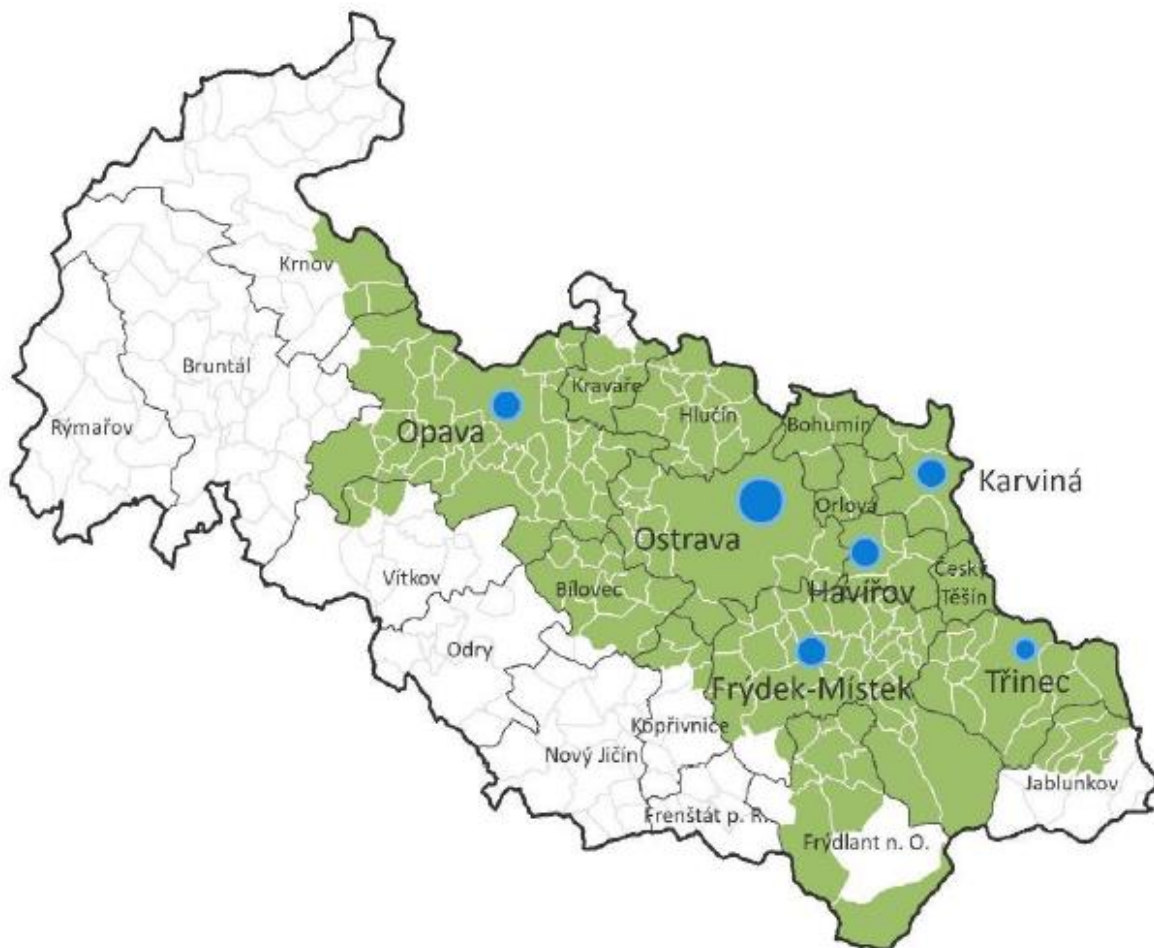 Krnov
Bruntál
Kravaře
Rýmařov
Hlučín
Bohumín
Opava
Karviná
Orlová
Ostrava
Český
Těšín
Vítkov
Bílovec
Havířov
Odry
Třinec
Frýdek-Místek
Kopřivnice
Nový Jičín
Jablunkov
Frenštát p. R.
Frýdlant n. O.